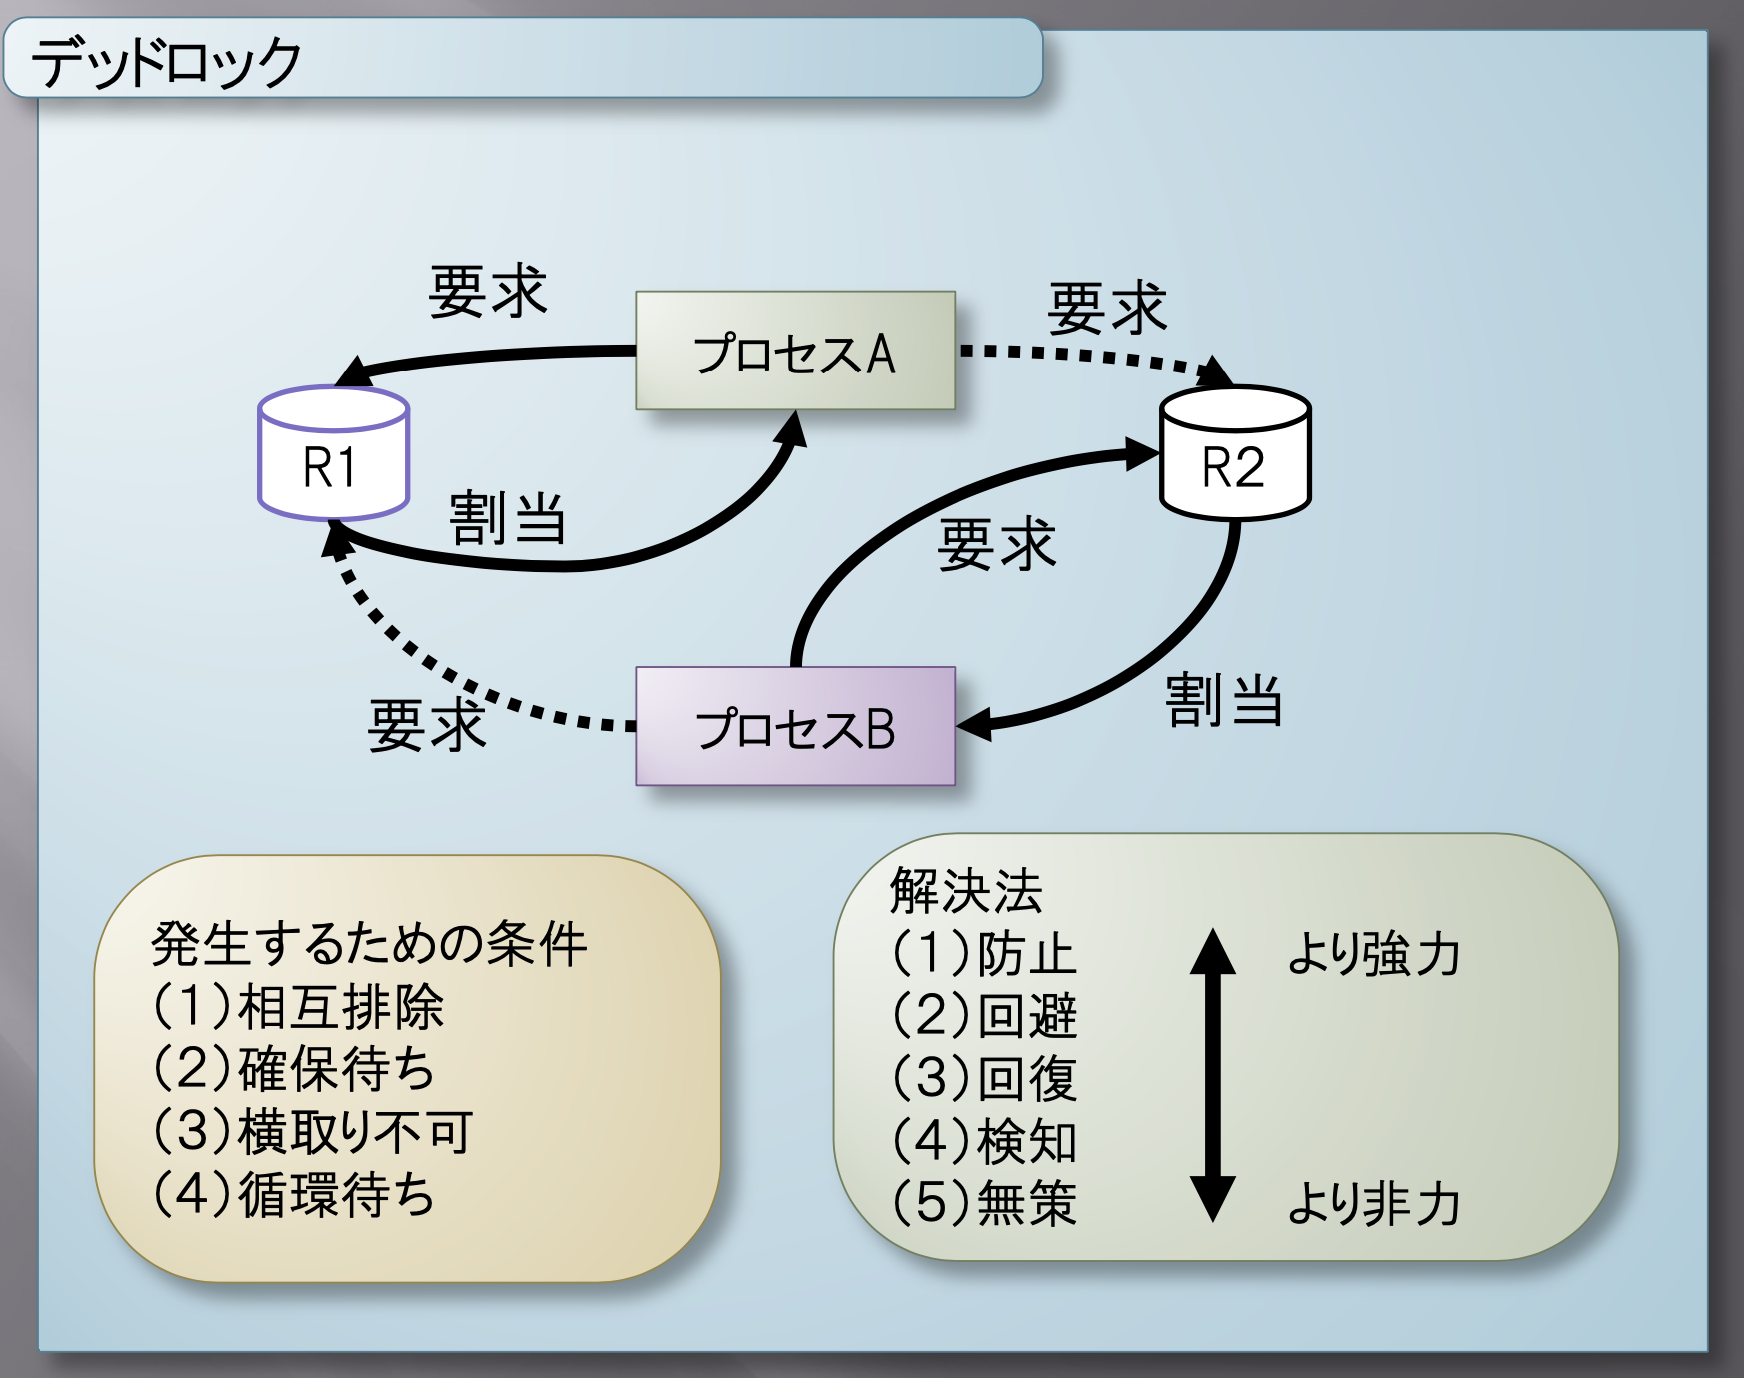 デッドロック
要求
プロセスA
要求
R1
R2
割当
要求
要求
プロセスB
割当
発生するための条件
（1）相互排除
（2）確保待ち
（3）横取り不可
（4）循環待ち
解決法
（1）防止
（2）回避
（3）回復
（4）検知
（5）無策
より強力
より非力